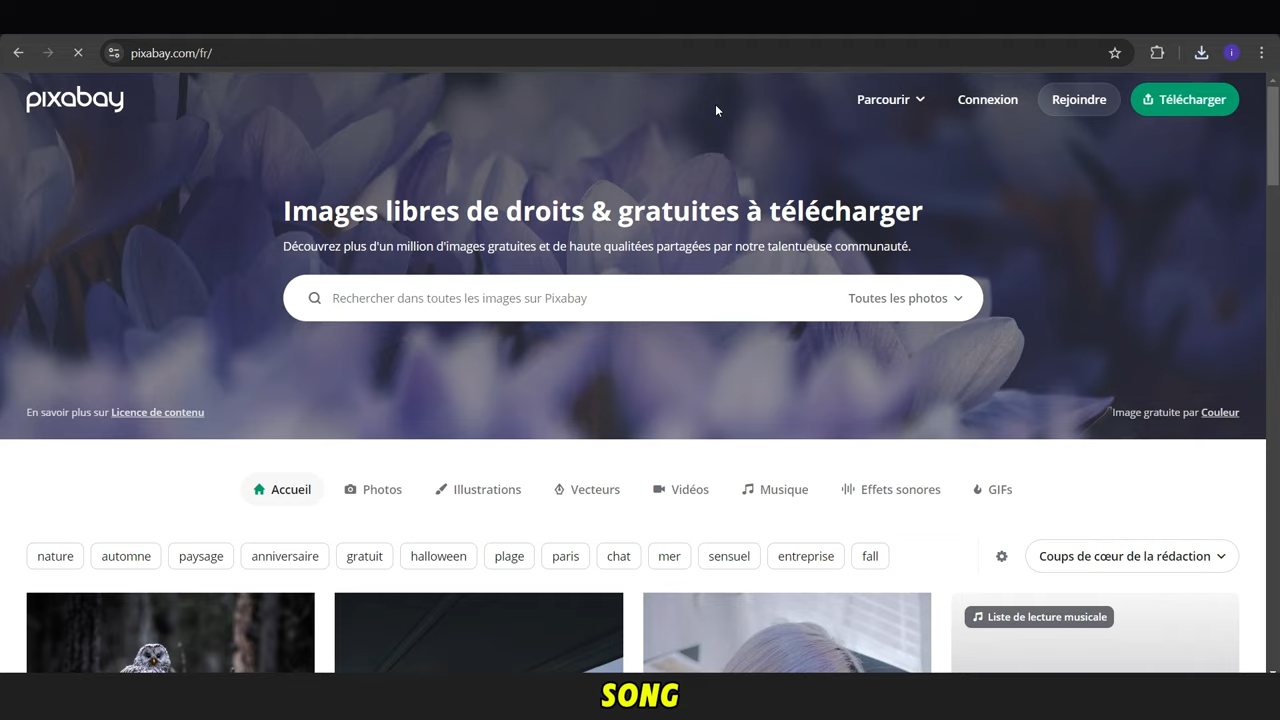 pixabay.com/fr/
i
pixabay
Parcourir
Connexion
Rejoindre
Télécharger
Images libres de droits & gratuites à télécharger
Découvrez plus d'un million d'images gratuites et de haute qualitées partagées par notre talentueuse communauté.
Rechercher dans toutes les images sur Pixabay
Toutes les photos
En savoir plus sur Licence de contenu
Image gratuite par Couleur
Accueil
Photos
Illustrations
Vecteurs
Vidéos
Musique
Effets sonores
GIFs
nature
automne
paysage
anniversaire
gratuit
halloween
plage
paris
chat
mer
sensuel
entreprise
fall
Coups de cœur de la rédaction
Liste de lecture musicale
SONG